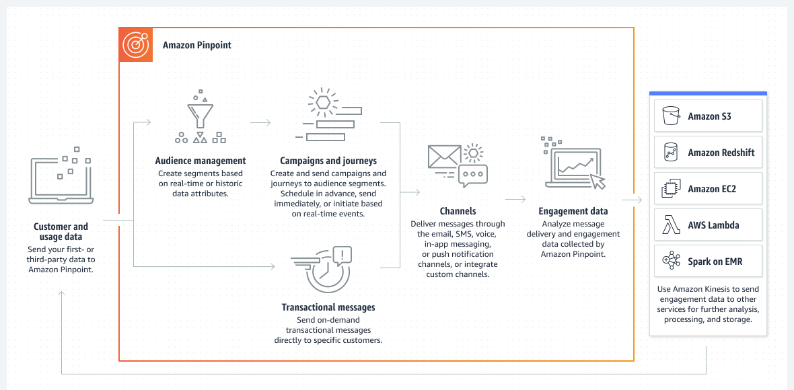 Amazon Pinpoint
Customer and
usage data
Send your first- or
third-party data to
Amazon Pinpoint.
Audience management
Create segments based
on real-time or historic
data attributes.
Campaigns and journeys
Create and send campaigns and
journeys to audience segments.
Schedule in advance, send
immediately, or initiate based
on real-time events.
Transactional messages
Send on-demand
transactional messages
directly to specific customers.
Channels
Deliver messages through
the email, SMS, voice,
in-app messaging,
or push notification
channels, or integrate
custom channels.
Engagement data
Analyze message
delivery and engagement
data collected by
Amazon Pinpoint.
Amazon S3
Amazon Redshift
Amazon EC2
AWS Lambda
Spark on EMR
Use Amazon Kinesis to send
engagement data to other
services for further analysis,
processing, and storage.